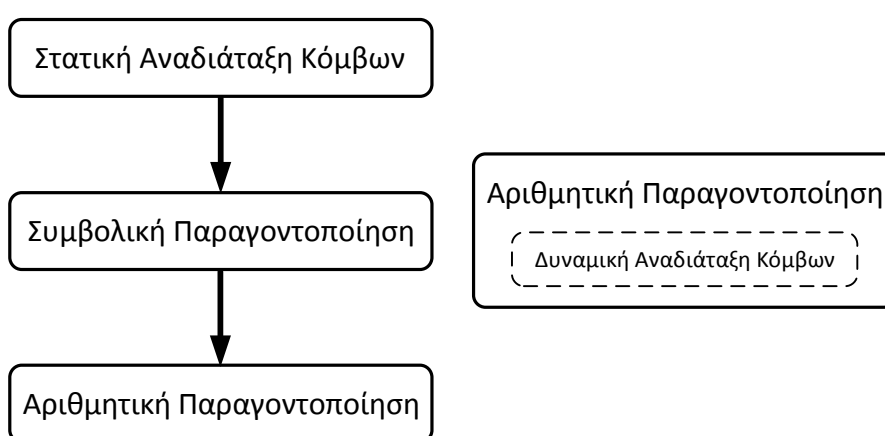 Στατική Αναδιάταξη Κόμβων
Συμβολική Παραγοντοποίηση
Αριθμητική Παραγοντοποίηση
Αριθμητική Παραγοντοποίηση
Δυναμική Αναδιάταξη Κόμβων